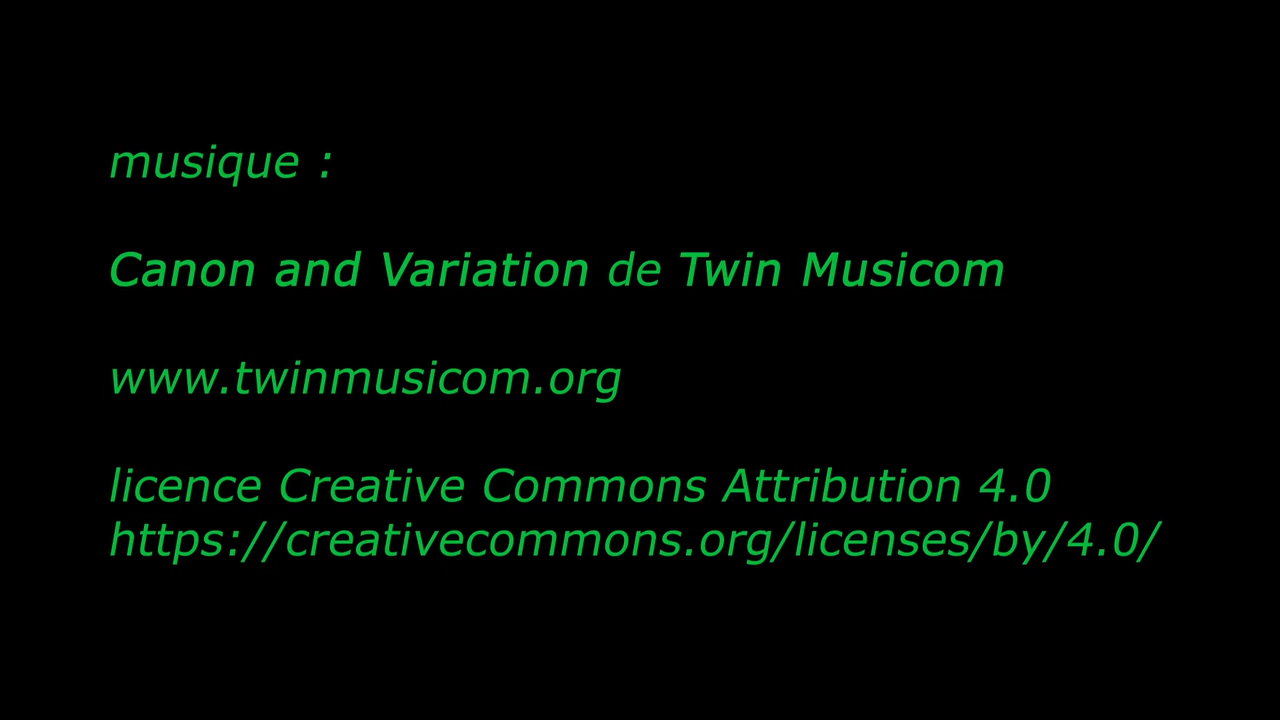 musique :
Canon and Variation de Twin Musicom
www.twinmusicom.org
licence Creative Commons Attribution 4.0
https://creativecommons.org/licenses/by/4.0/